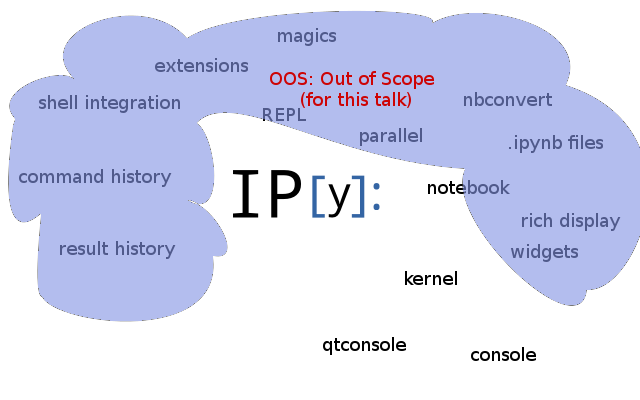 magics
extensions
OOS: Out of Scope
(for this talk)
shell integration
nbconvert
REPL
parallel
.ipynb files
command history
IP[y]:
notebook
rich display
result history
widgets
kernel
qtconsole
console